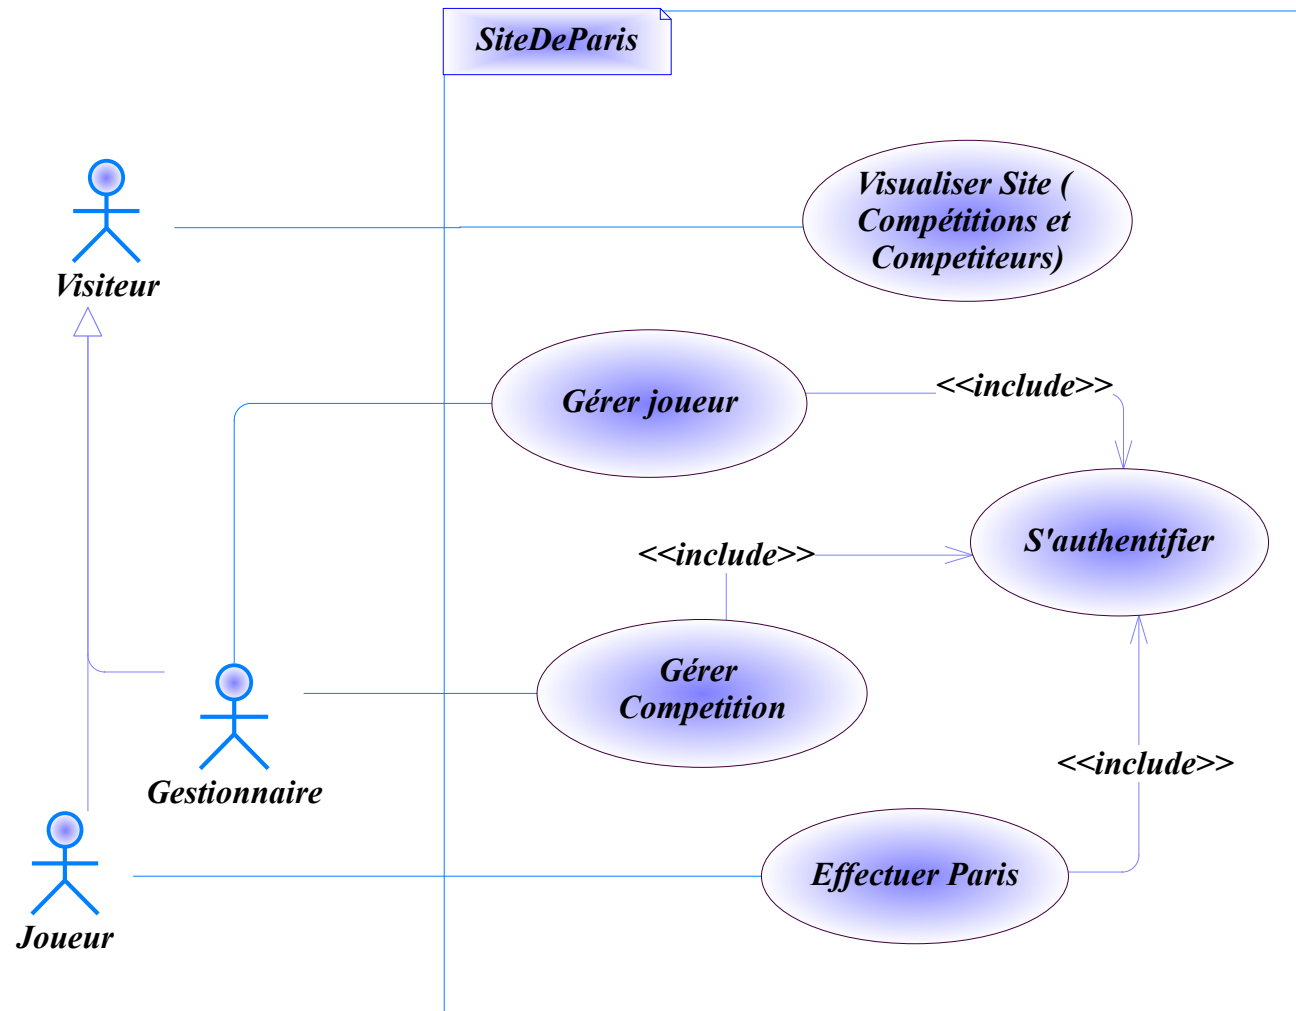 SiteDeParis
Visualiser Site (
Compétitions et
Competiteurs)
Visiteur
Gérer joueur
<<include>>
S'authentifier
<<include>>
Gérer
Competition
Gestionnaire
<<include>>
Effectuer Paris
Joueur